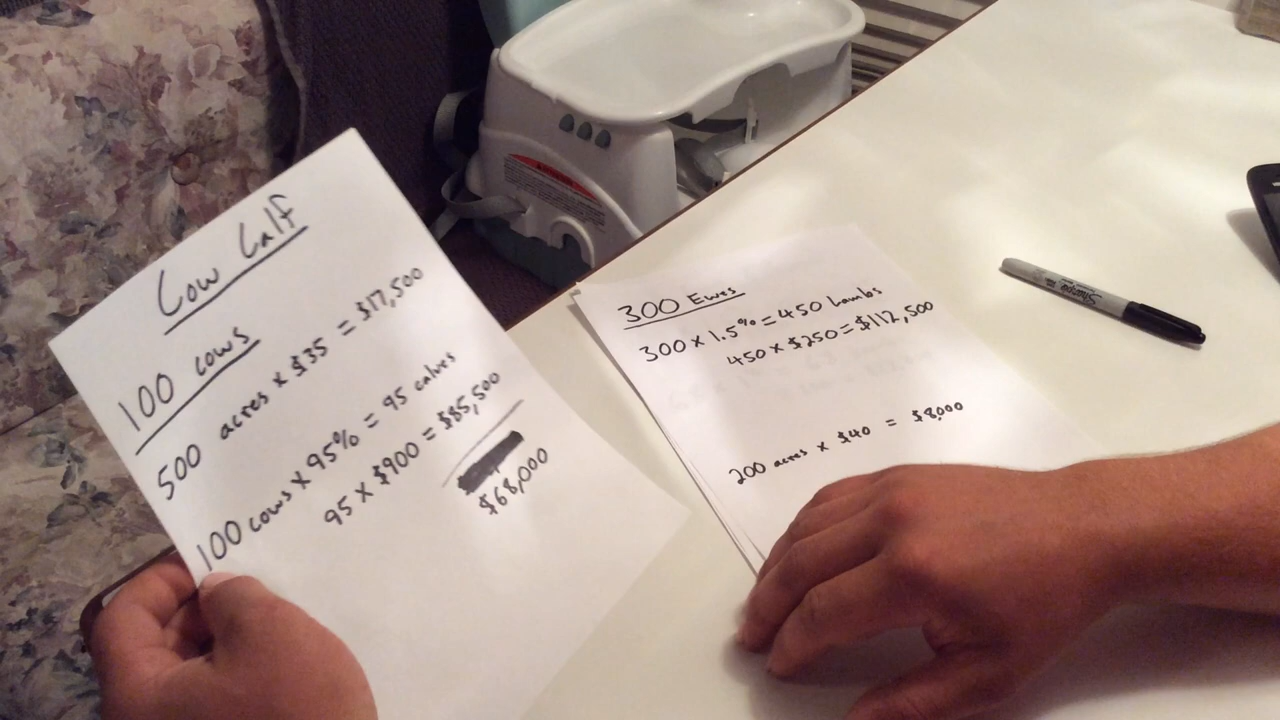 Cow Calf
100 cows
500 acres x $35 = $17,500
100 cows x 95% = 95 calves
95 x $900 = $85,500
$68,000
300 Ewes
300 x 1.5% = 450 Lambs
450 x $250 = $112,500
200 acres x $40 = $8,000
Sharpie